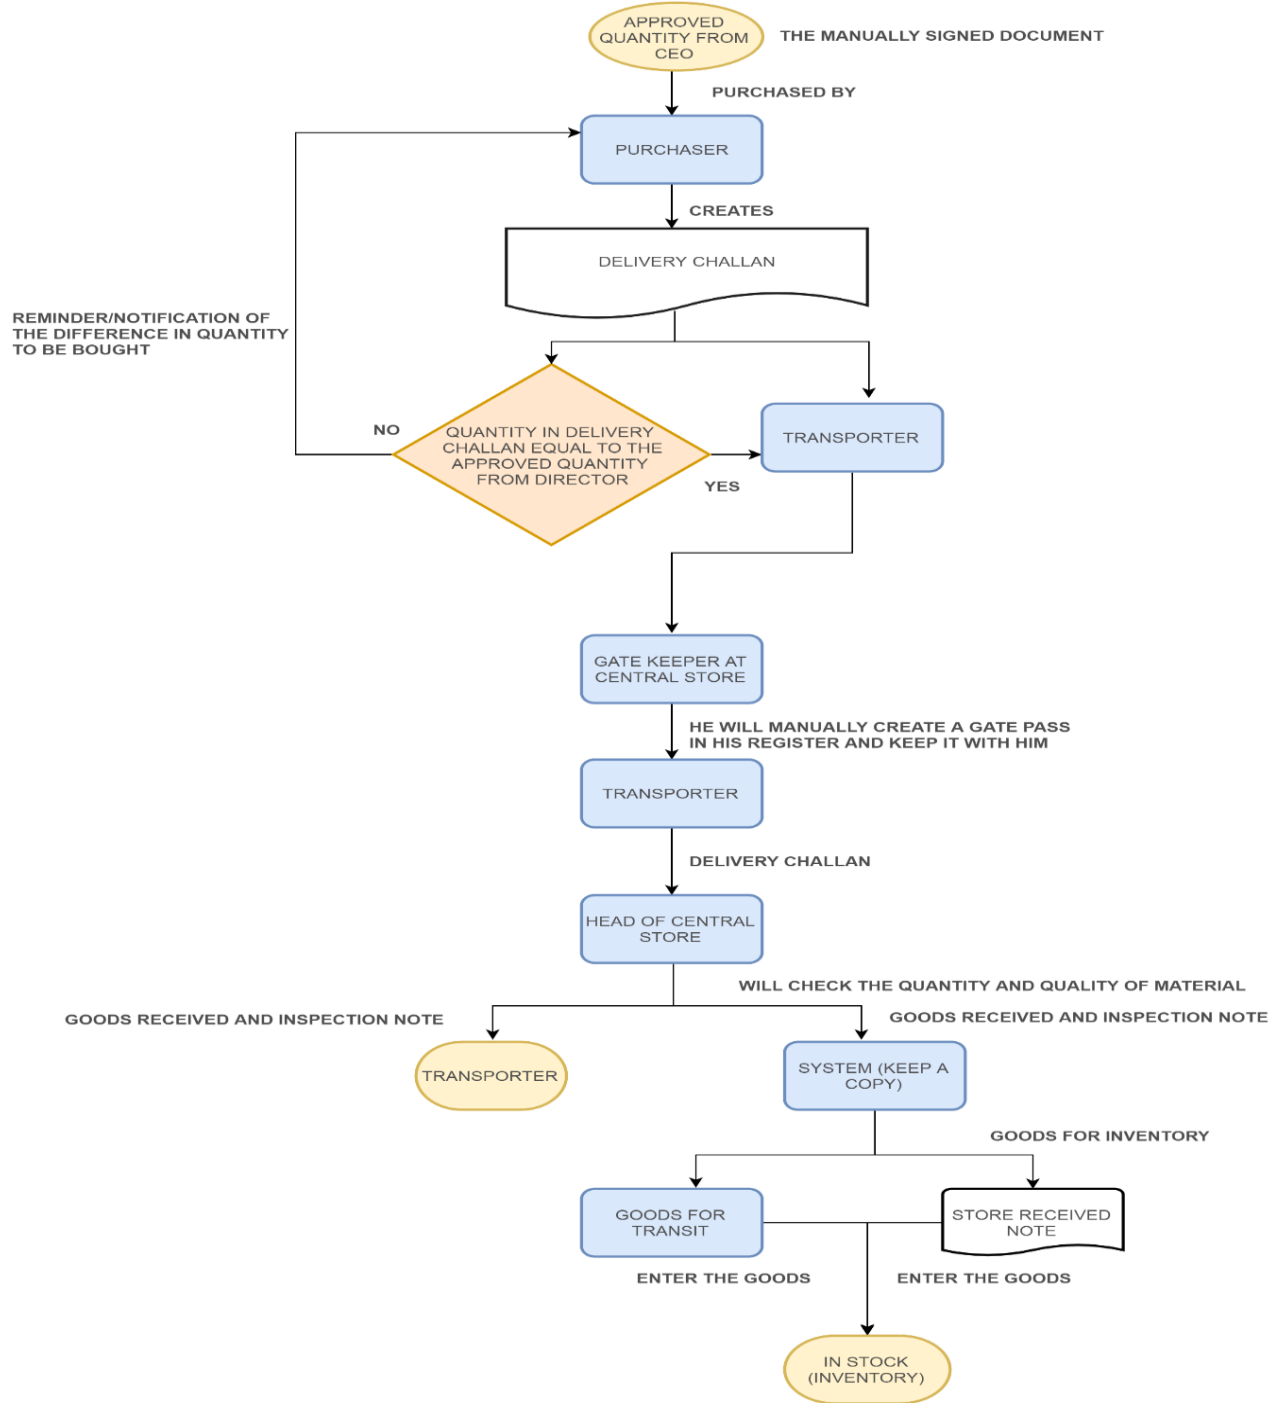 APPROVED
QUANTITY FROM
CEO
THE MANUALLY SIGNED DOCUMENT
PURCHASED BY
PURCHASER
CREATES
DELIVERY CHALLAN
REMINDER/NOTIFICATION OF
THE DIFFERENCE IN QUANTITY
TO BE BOUGHT
NO
QUANTITY IN DELIVERY
CHALLAN EQUAL TO THE
APPROVED QUANTITY
FROM DIRECTOR
YES
TRANSPORTER
GATE KEEPER AT
CENTRAL STORE
HE WILL MANUALLY CREATE A GATE PASS
IN HIS REGISTER AND KEEP IT WITH HIM
TRANSPORTER
DELIVERY CHALLAN
HEAD OF CENTRAL
STORE
WILL CHECK THE QUANTITY AND QUALITY OF MATERIAL
GOODS RECEIVED AND INSPECTION NOTE
GOODS RECEIVED AND INSPECTION NOTE
TRANSPORTER
SYSTEM (KEEP A
COPY)
GOODS FOR INVENTORY
GOODS FOR
TRANSIT
STORE RECEIVED
NOTE
ENTER THE GOODS
ENTER THE GOODS
IN STOCK
(INVENTORY)